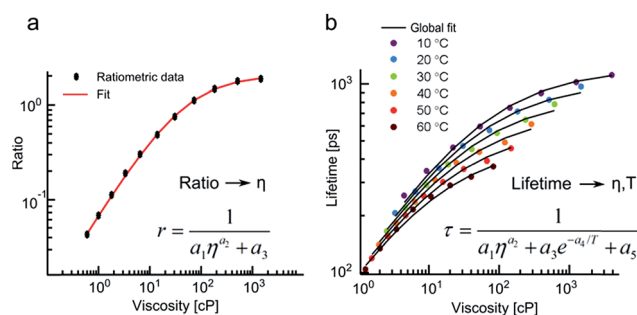 a
Ratio
10⁰
10⁻¹
Ratiometric data
Fit
Ratio → η
r = 1 / (a₁η^a₂ + a₃)
10⁰ 10¹ 10² 10³
Viscosity [cP]
b
Lifetime [ps]
10³
10²
Global fit
10 °C
20 °C
30 °C
40 °C
50 °C
60 °C
Lifetime → η,T
τ = 1 / (a₁η^a₂ + a₃e^(−a₄/T) + a₅)
10⁰ 10¹ 10² 10³
Viscosity [cP]